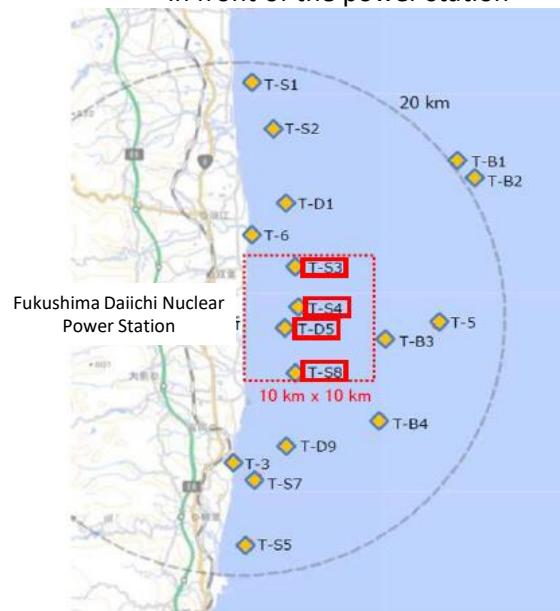 in front of the power station
T-S1
20 km
T-S2
T-B1
T-B2
T-D1
T-6
T-S3
Fukushima Daiichi Nuclear
Power Station
T-S4
T-5
T-D5
T-B3
T-S8
10 km x 10 km
T-B4
T-D9
T-3
T-S7
T-S5